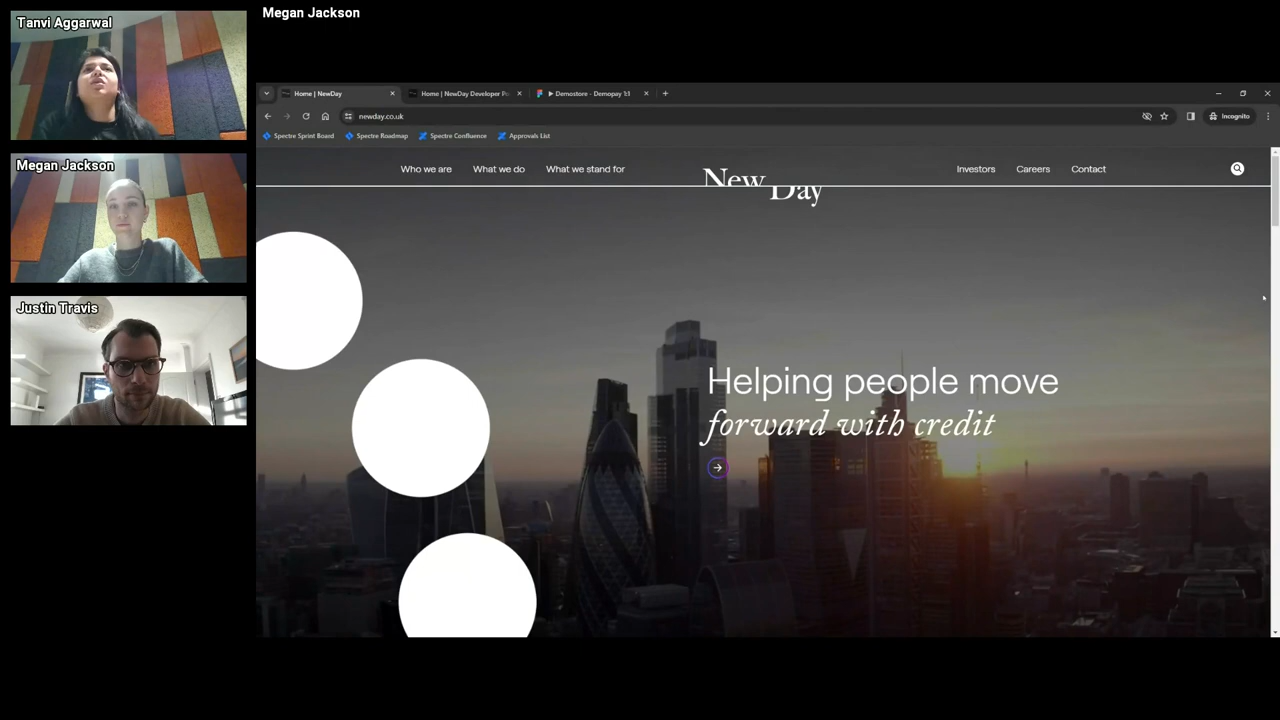 Tanvi Aggarwal
Megan Jackson
Justin Travis
Megan Jackson
Home | NewDay
Home | NewDay Developer Po
Demostore - Demopay 1:1
newday.co.uk
Incognito
Spectre Sprint Board
Spectre Roadmap
Spectre Confluence
Approvals List
Who we are
What we do
What we stand for
New Day
Investors
Careers
Contact
Helping people move
forward with credit